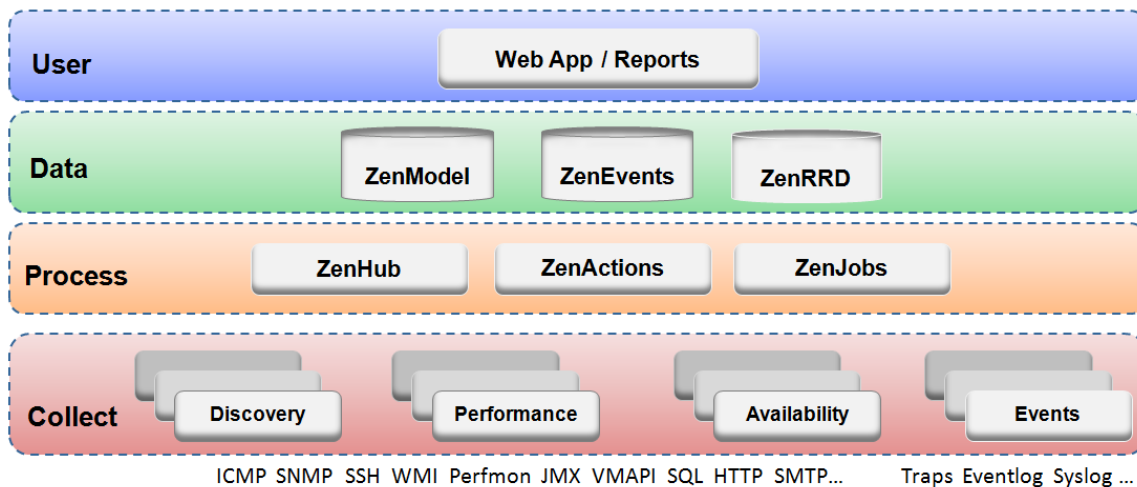 User
Web App / Reports
Data
ZenModel
ZenEvents
ZenRRD
Process
ZenHub
ZenActions
ZenJobs
Collect
Discovery
Performance
Availability
Events
ICMP SNMP SSH WMI Perfmon JMX VMAPI SQL HTTP SMTP...
Traps Eventlog Syslog ...